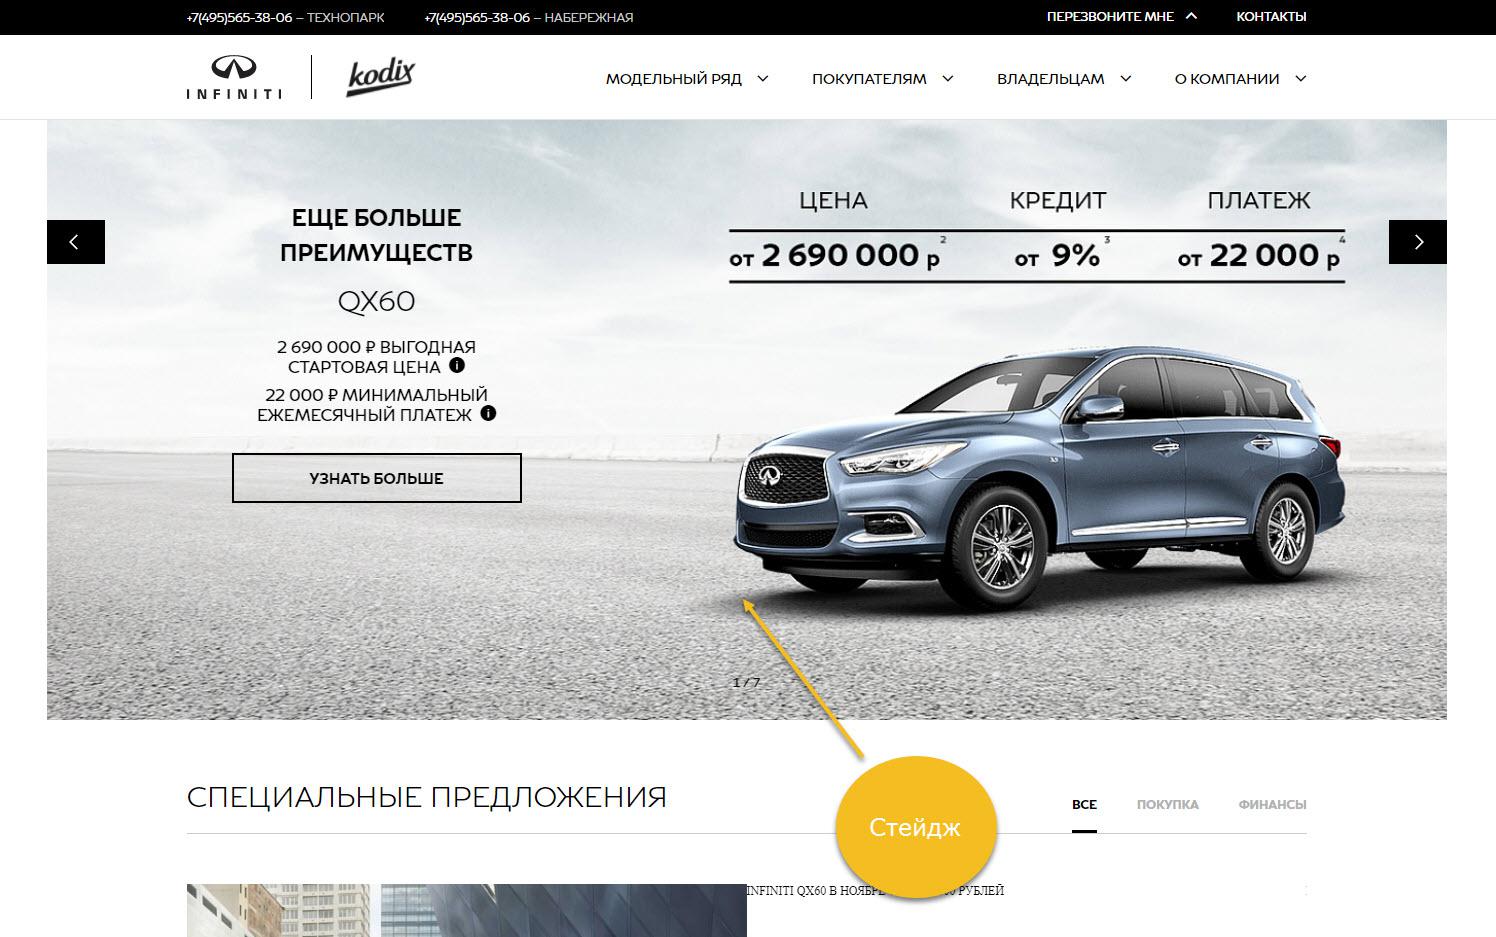 +7(495)565-38-06 – ТЕХНОПАРК
+7(495)565-38-06 – НАБЕРЕЖНАЯ
ПЕРЕЗВОНИТЕ МНЕ
КОНТАКТЫ
INFINITI
kodix
МОДЕЛЬНЫЙ РЯД
ПОКУПАТЕЛЯМ
ВЛАДЕЛЬЦАМ
О КОМПАНИИ
ЕЩЕ БОЛЬШЕ
ПРЕИМУЩЕСТВ
QX60
2 690 000 ₽ ВЫГОДНАЯ
СТАРТОВАЯ ЦЕНА i
22 000 ₽ МИНИМАЛЬНЫЙ
ЕЖЕМЕСЯЧНЫЙ ПЛАТЕЖ i
УЗНАТЬ БОЛЬШЕ
ЦЕНА
КРЕДИТ
ПЛАТЕЖ
от 2 690 000 р 2
от 9% 3
от 22 000 р 4
1 / 7
Стейдж
СПЕЦИАЛЬНЫЕ ПРЕДЛОЖЕНИЯ
ВСЕ
ПОКУПКА
ФИНАНСЫ
INFINITI QX60 В РУБЛЕЙ